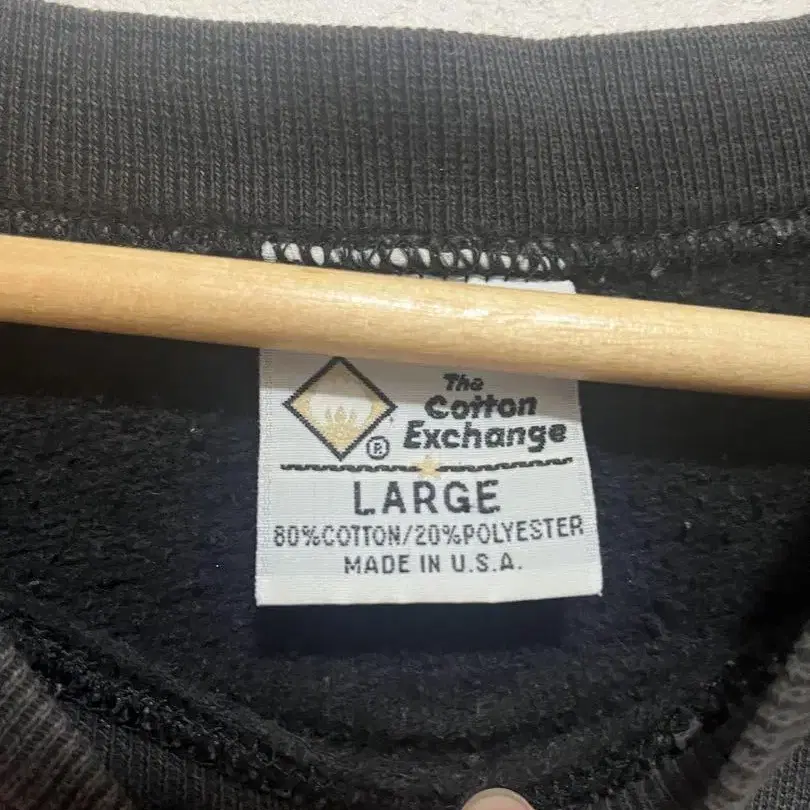 The
Cotton
Exchange
®
LARGE
80%COTTON/20%POLYESTER
MADE IN U.S.A.